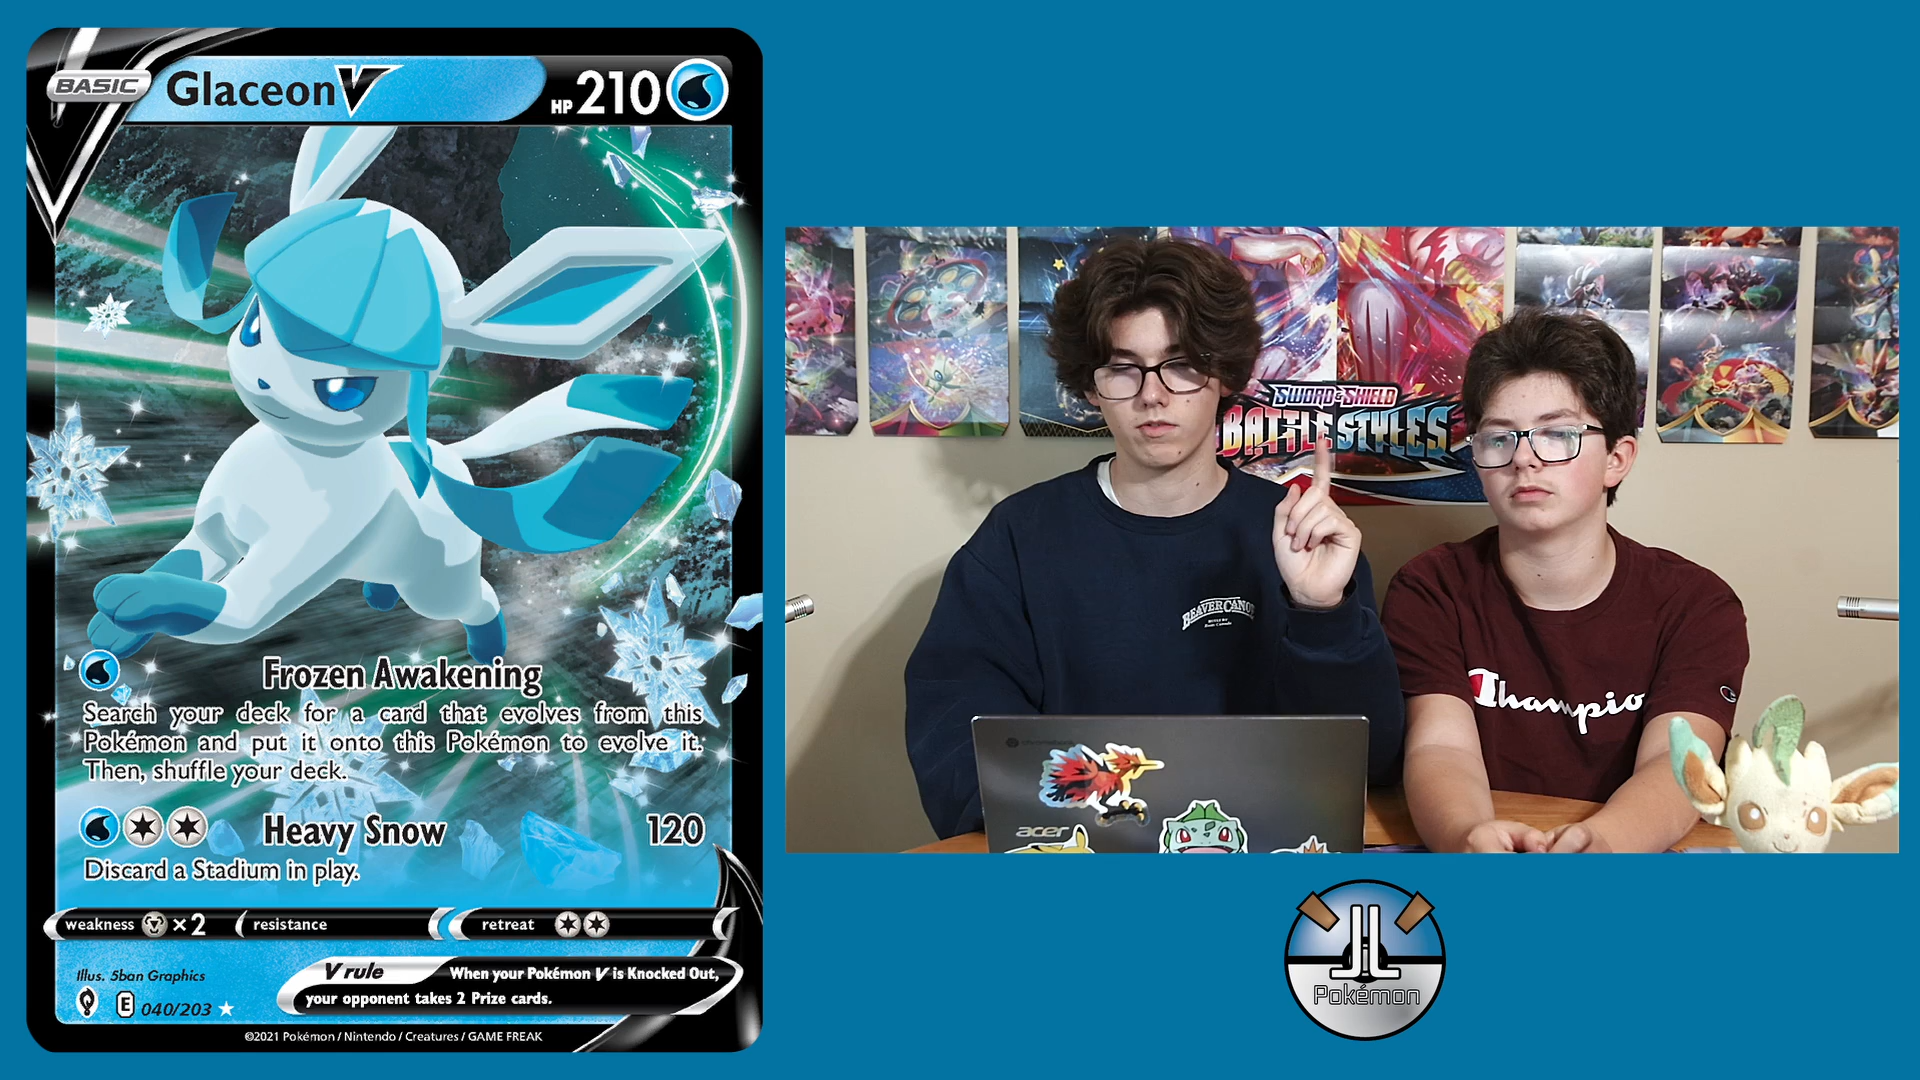 BASIC
Glaceon V
HP 210
Frozen Awakening
Search your deck for a card that evolves from this
Pokémon and put it onto this Pokémon to evolve it.
Then, shuffle your deck.
Heavy Snow 120
Discard a Stadium in play.
weakness ×2 resistance retreat
Illus. 5ban Graphics
V rule
When your Pokémon V is Knocked Out,
your opponent takes 2 Prize cards.
E 040/203
©2021 Pokémon / Nintendo / Creatures / GAME FREAK
SWORD & SHIELD
BATTLE STYLES
BEAVER CANOE
Champio
acer
JL
Pokémon